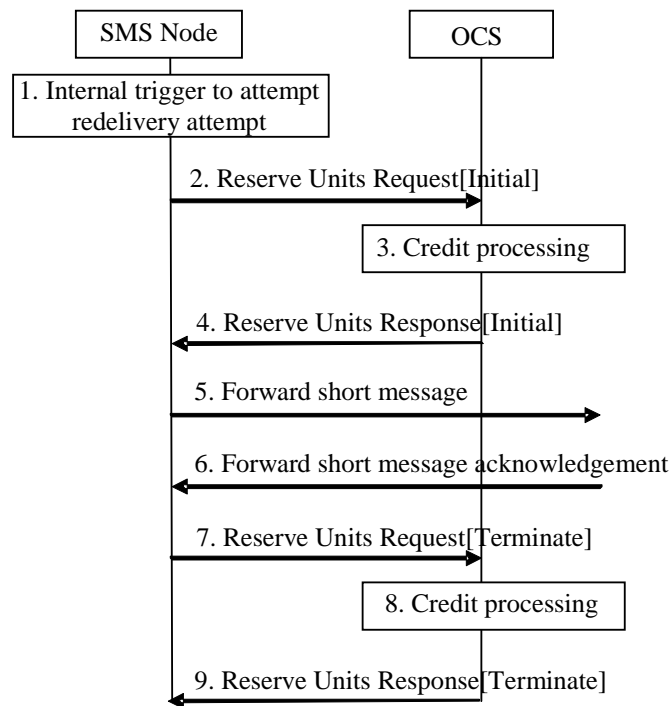 SMS Node
OCS
1. Internal trigger to attempt
redelivery attempt
2. Reserve Units Request[Initial]
3. Credit processing
4. Reserve Units Response[Initial]
5. Forward short message
6. Forward short message acknowledgement
7. Reserve Units Request[Terminate]
8. Credit processing
9. Reserve Units Response[Terminate]